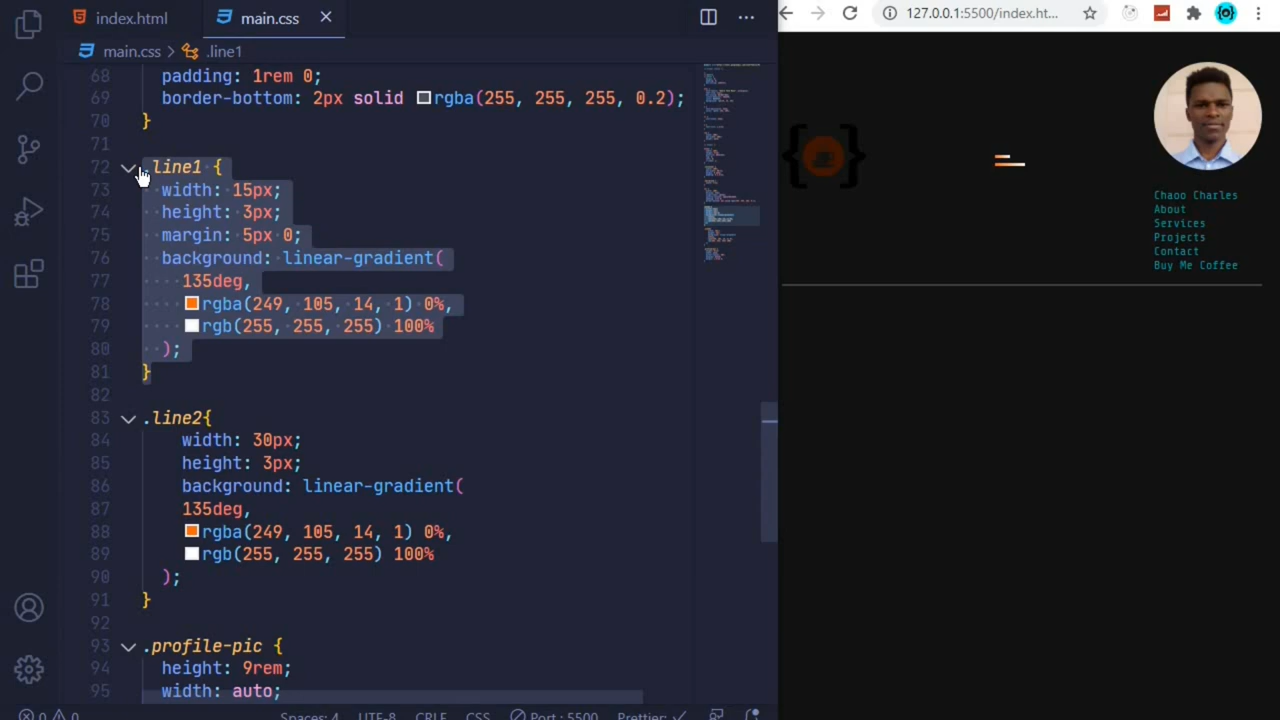 index.html
main.css
main.css > .line1
68 padding: 1rem 0;
69 border-bottom: 2px solid rgba(255, 255, 255, 0.2);
70 }
71
72 .line1 {
73 width: 15px;
74 height: 3px;
75 margin: 5px 0;
76 background: linear-gradient(
77 135deg,
78 rgba(249, 105, 14, 1) 0%,
79 rgb(255, 255, 255) 100%
80 );
81 }
82
83 .line2{
84 width: 30px;
85 height: 3px;
86 background: linear-gradient(
87 135deg,
88 rgba(249, 105, 14, 1) 0%,
89 rgb(255, 255, 255) 100%
90 );
91 }
92
93 .profile-pic {
94 height: 9rem;
95 width: auto;
0 0 Spaces: 4 UTF-8 CRLF CSS Port : 5500 Prettier: ✓
127.0.0.1:5500/index.ht...
{ }
Chaoo Charles
About
Services
Projects
Contact
Buy Me Coffee